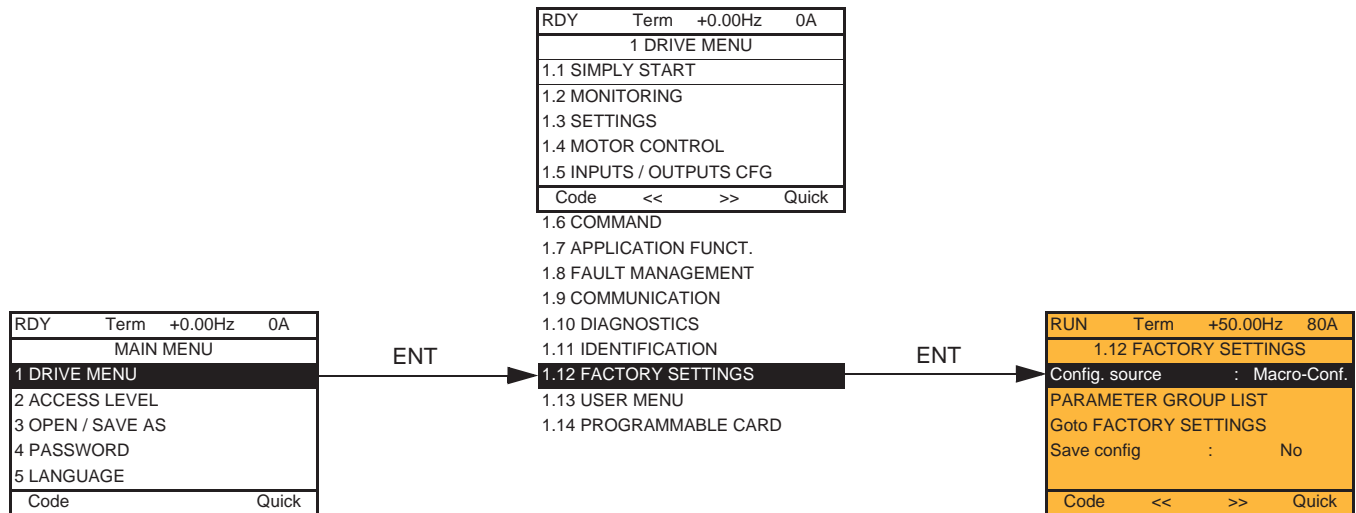 RDY Term +0.00Hz 0A
1 DRIVE MENU
1.1 SIMPLY START
1.2 MONITORING
1.3 SETTINGS
1.4 MOTOR CONTROL
1.5 INPUTS / OUTPUTS CFG
Code << >> Quick
1.6 COMMAND
1.7 APPLICATION FUNCT.
1.8 FAULT MANAGEMENT
1.9 COMMUNICATION
1.10 DIAGNOSTICS
1.11 IDENTIFICATION
1.12 FACTORY SETTINGS
1.13 USER MENU
1.14 PROGRAMMABLE CARD
RDY Term +0.00Hz 0A
MAIN MENU
1 DRIVE MENU
2 ACCESS LEVEL
3 OPEN / SAVE AS
4 PASSWORD
5 LANGUAGE
Code Quick
ENT
ENT
RUN Term +50.00Hz 80A
1.12 FACTORY SETTINGS
Config. source : Macro-Conf.
PARAMETER GROUP LIST
Goto FACTORY SETTINGS
Save config : No
Code << >> Quick